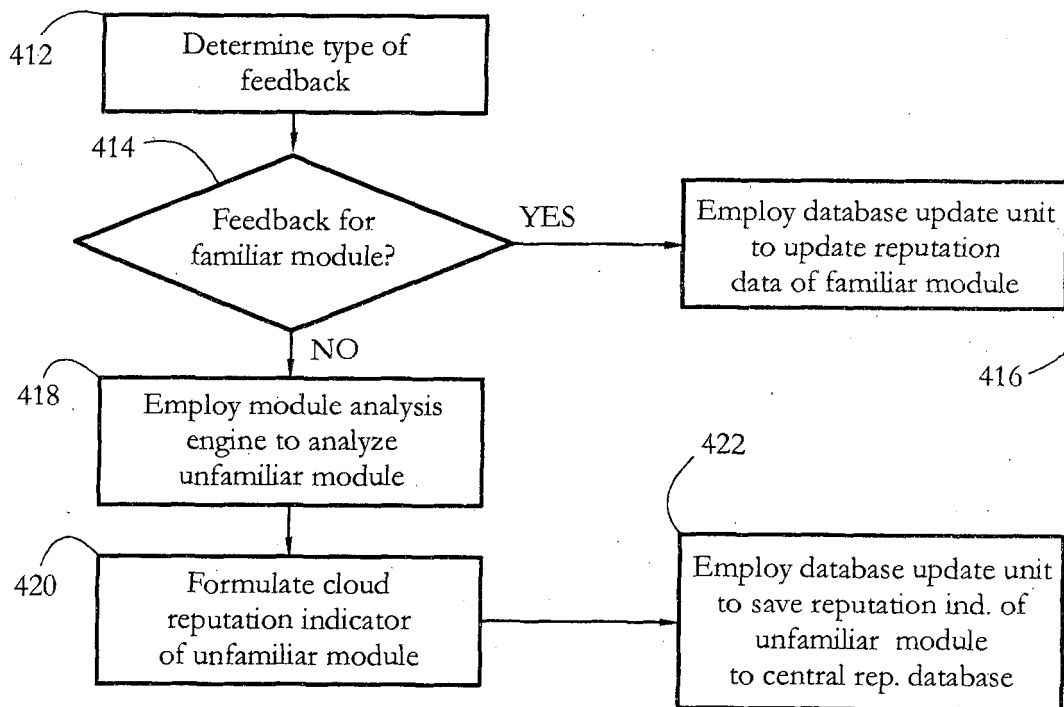 412
Determine type of
feedback
414
Feedback for
familiar module?
YES
Employ database update unit
to update reputation
data of familiar module
416
NO
418
Employ module analysis
engine to analyze
unfamiliar module
420
Formulate cloud
reputation indicator
of unfamiliar module
422
Employ database update unit
to save reputation ind. of
unfamiliar module
to central rep. database